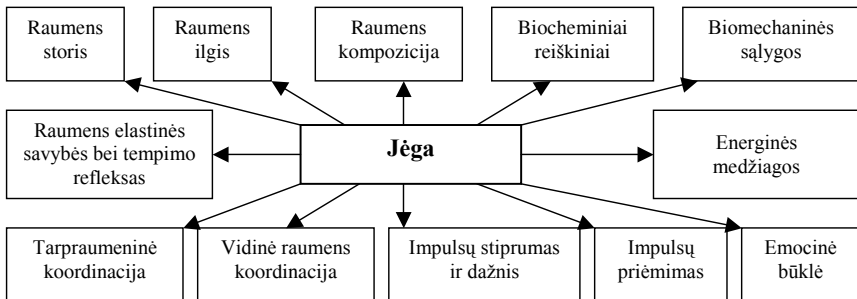 Raumens
storis
Raumens
ilgis
Raumens
kompozicija
Biocheminiai
reiškiniai
Biomechaninės
sąlygos
Raumens elastinės
savybės bei tempimo
refleksas
Jėga
Energinės
medžiagos
Tarpraumeninė
koordinacija
Vidinė raumens
koordinacija
Impulsų stiprumas
ir dažnis
Impulsų
priėmimas
Emocinė
būklė